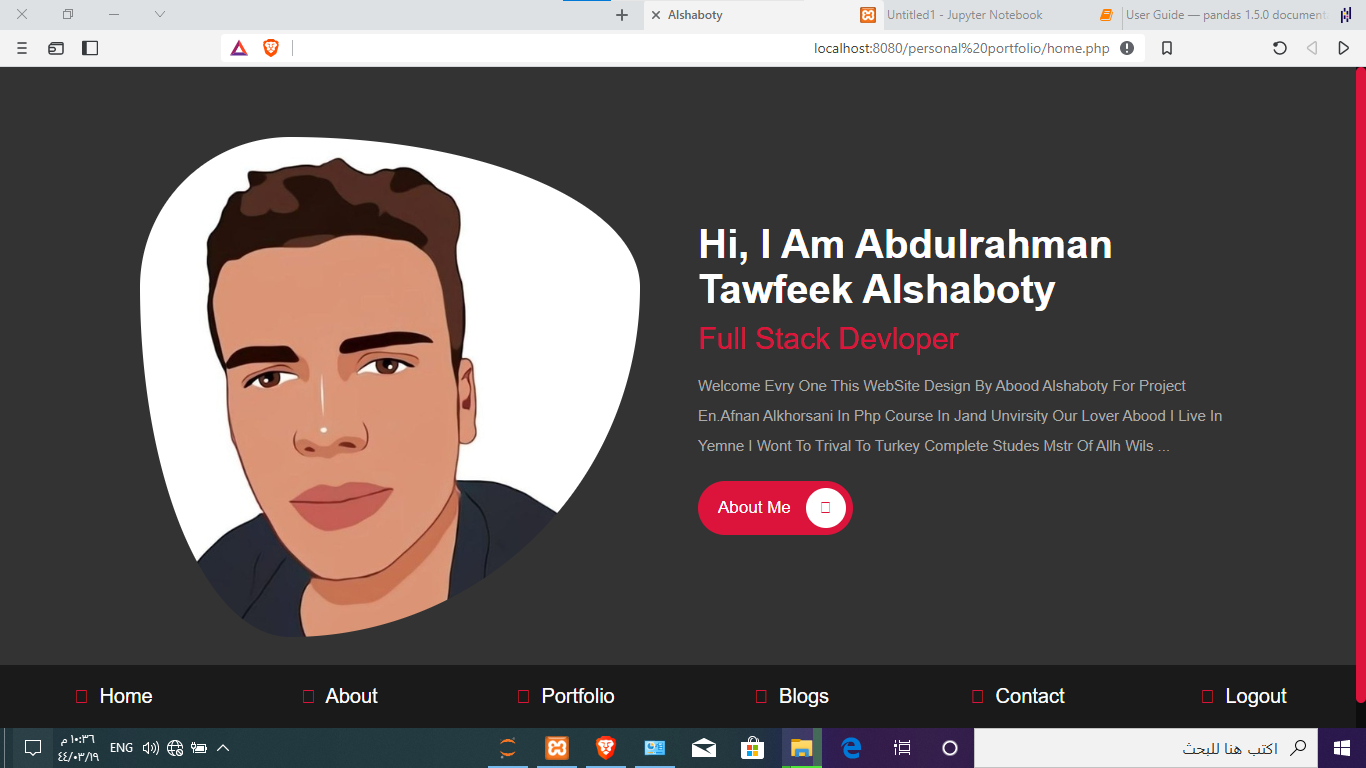 Alshaboty
Untitled1 - Jupyter Notebook
User Guide — pandas 1.5.0 document
localhost:8080/personal%20portfolio/home.php
Hi, I Am Abdulrahman
Tawfeek Alshaboty
Full Stack Devloper
Welcome Evry One This WebSite Design By Abood Alshaboty For Project
En.Afnan Alkhorsani In Php Course In Jand Unvirsity Our Lover Abood I Live In
Yemne I Wont To Trival To Turkey Complete Studes Mstr Of Allh Wils ...
About Me
Home
About
Portfolio
Blogs
Contact
Logout
١٠:٣٦ م
٤٤/٠٣/١٩
ENG
اكتب هنا للبحث